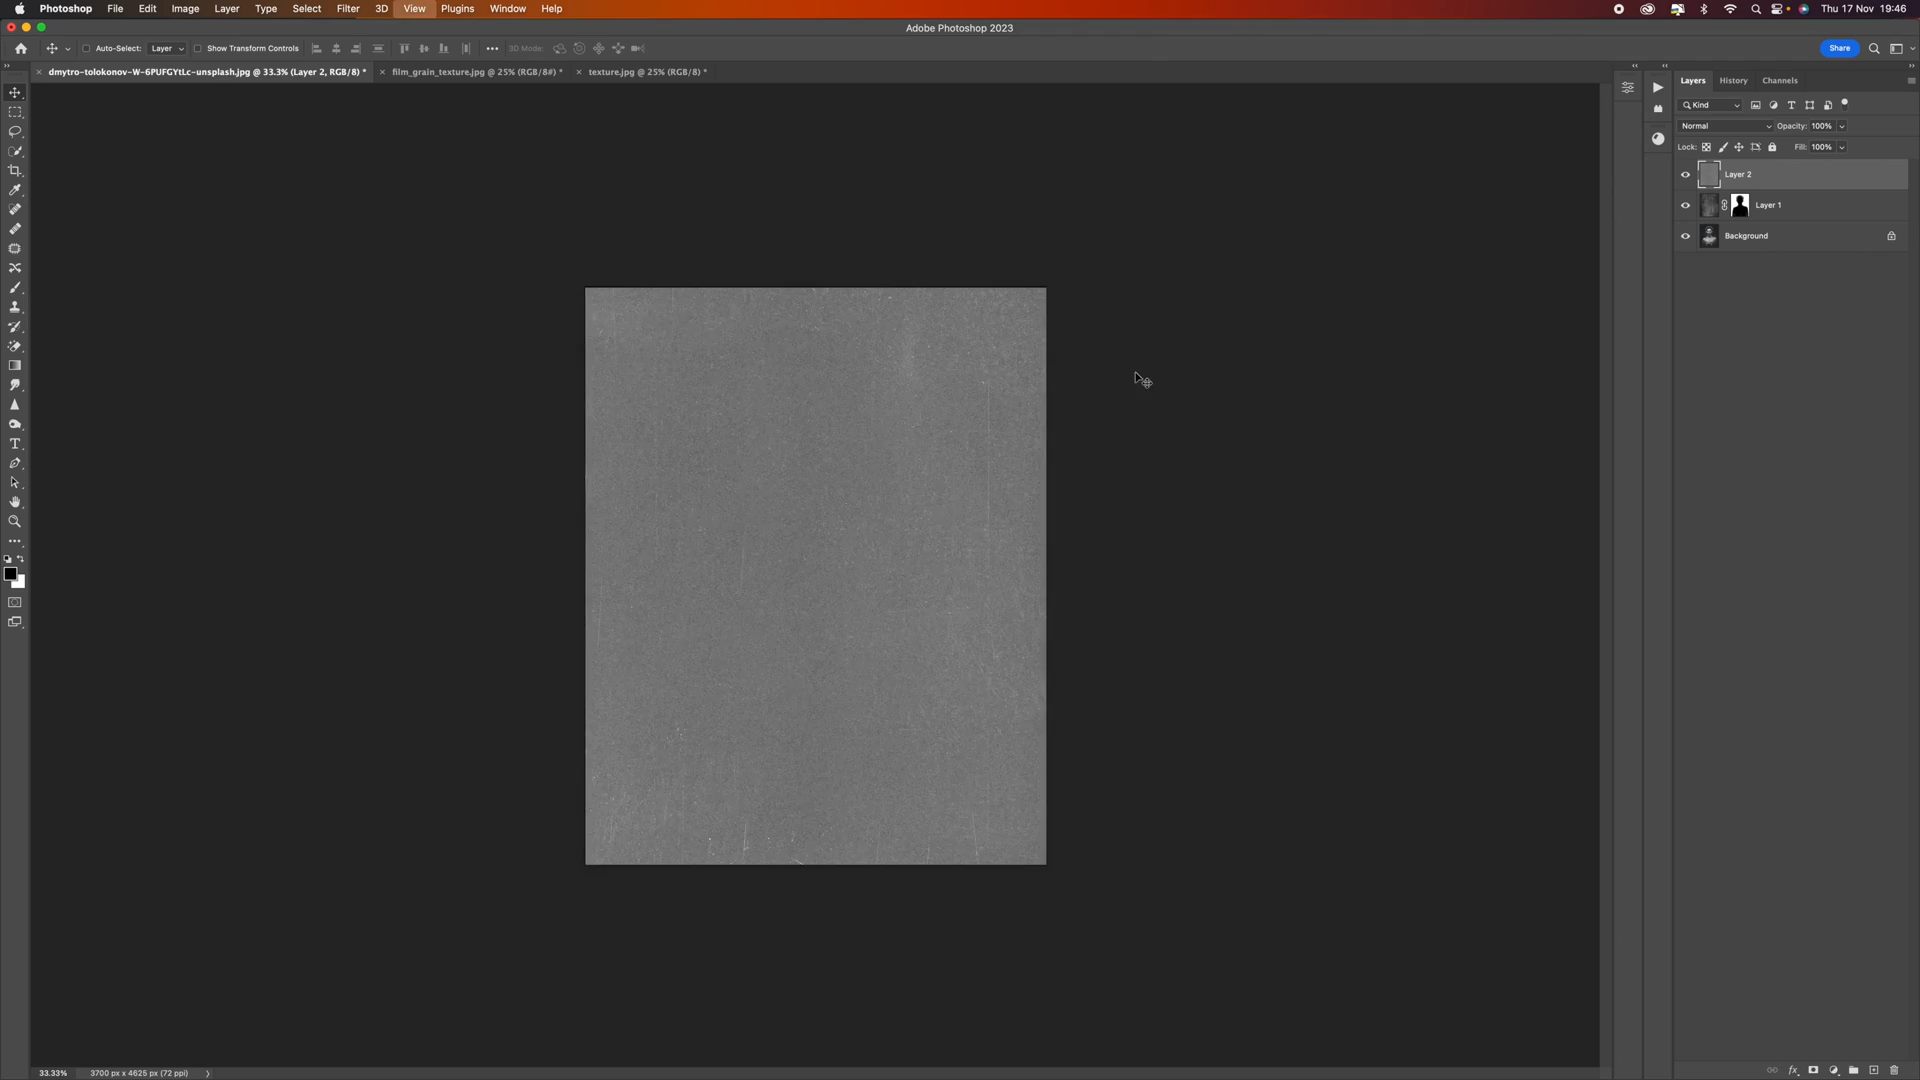 Photoshop File Edit Image Layer Type Select Filter 3D View Plugins Window Help Thu 17 Nov 19:46
Adobe Photoshop 2023
Auto-Select: Layer Show Transform Controls 3D Mode: Share
dmytro-tolokonov-W-6PUFGYtLc-unsplash.jpg @ 33.3% (Layer 2, RGB/8) * film_grain_texture.jpg @ 25% (RGB/8#) * texture.jpg @ 25% (RGB/8) *
Layers History Channels
Kind
Normal Opacity: 100%
Lock: Fill: 100%
Layer 2
Layer 1
Background
33.33% 3700 px x 4625 px (72 ppi)